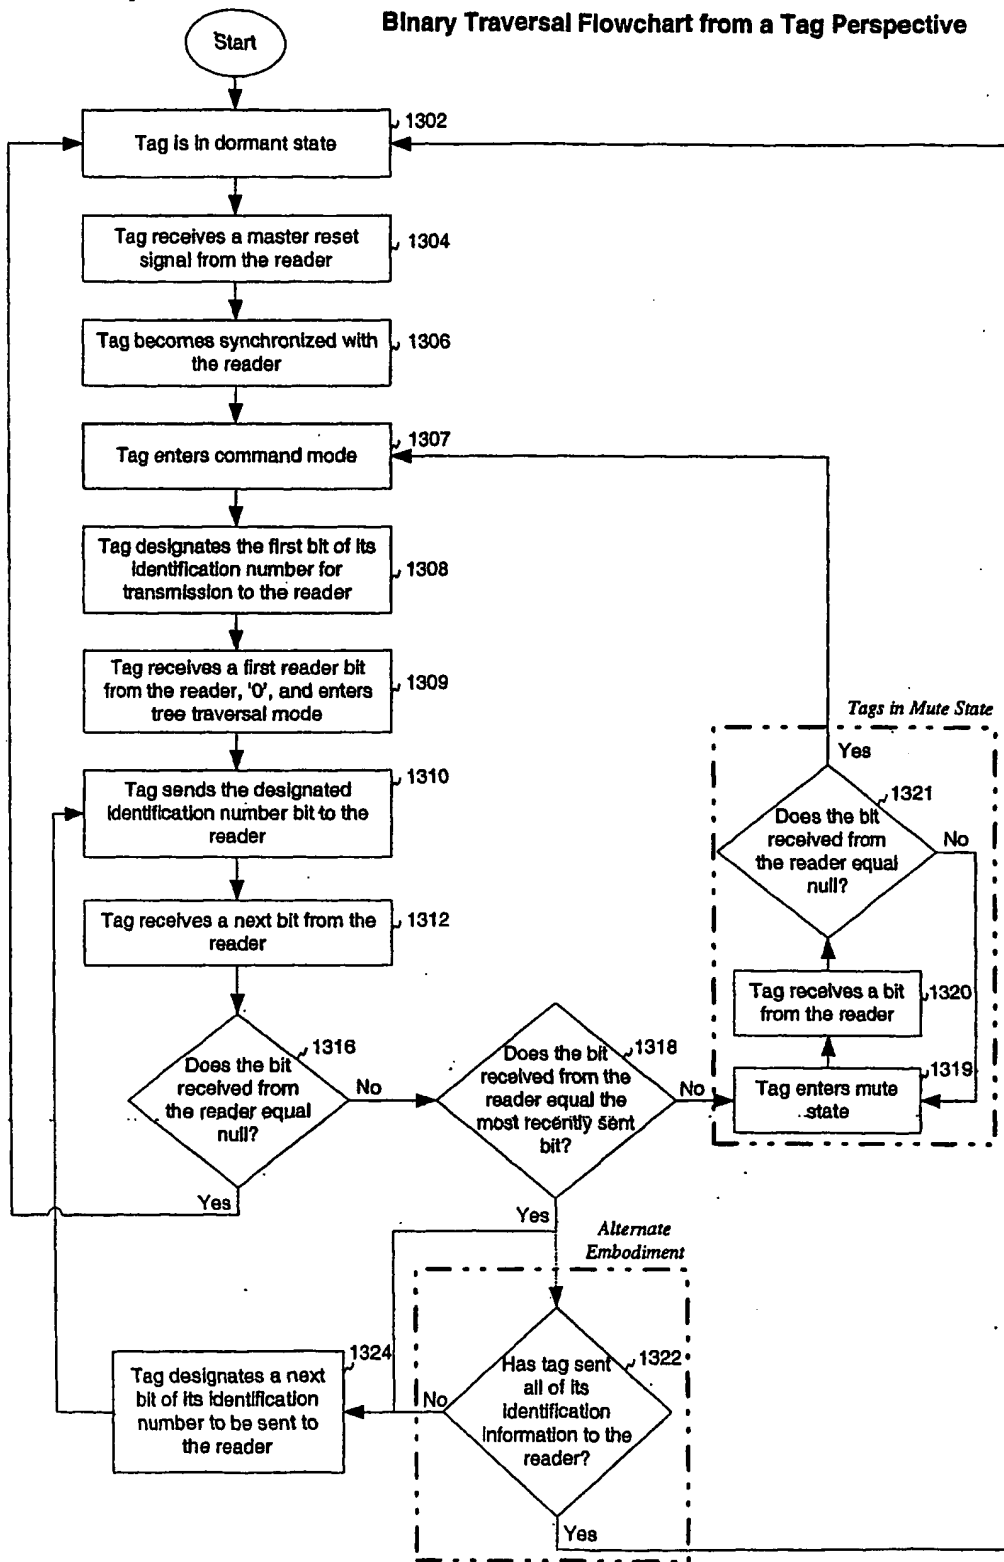 Binary Traversal Flowchart from a Tag Perspective
Start
1302
Tag is in dormant state
Tag receives a master reset
signal from the reader
1304
Tag becomes synchronized with
the reader
1306
1307
Tag enters command mode
Tag designates the first bit of its
identification number for
transmission to the reader
1308
Tag receives a first reader bit
from the reader, '0', and enters
tree traversal mode
1309
Tags in Mute State
Tag sends the designated
identification number bit to the
reader
1310
Yes
1321
Does the bit
received from
the reader equal
null?
No
Tag receives a next bit from the
reader
1312
Tag receives a bit
from the reader
1320
1316
Does the bit
received from
the reader equal
null?
No
Yes
1318
Does the bit
received from the
reader equal the
most recently sent
bit?
No
Yes
1319
Tag enters mute
state
Alternate
Embodiment
1322
Has tag sent
all of its
identification
information to the
reader?
No
Yes
1324
Tag designates a next
bit of its identification
number to be sent to
the reader